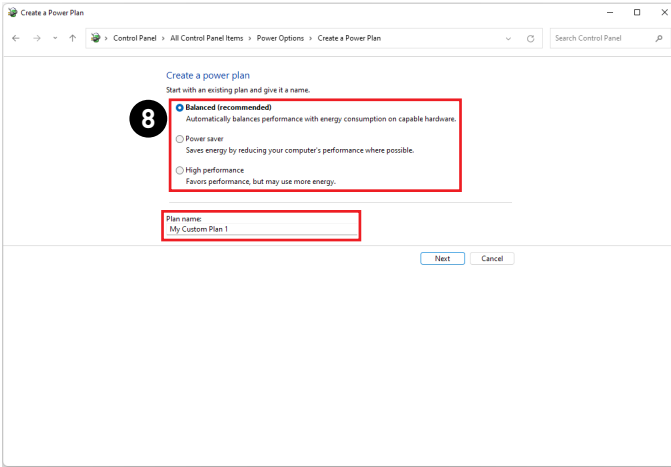 Create a Power Plan
Control Panel > All Control Panel Items > Power Options > Create a Power Plan
Search Control Panel
Create a power plan
Start with an existing plan and give it a name.
8
Balanced (recommended)
Automatically balances performance with energy consumption on capable hardware.
Power saver
Saves energy by reducing your computer's performance where possible.
High performance
Favors performance, but may use more energy.
Plan name:
My Custom Plan 1
Next Cancel